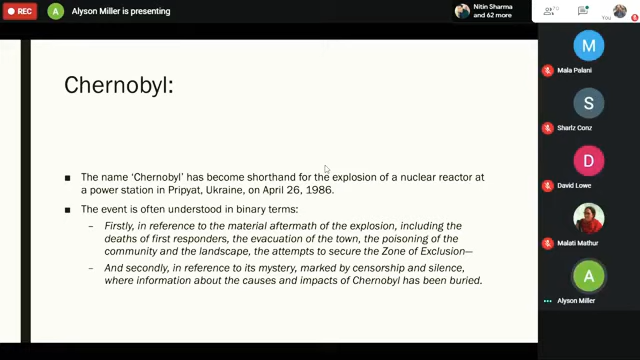 REC
A
Alyson Miller is presenting
Nitin Sharma
and 62 more
You
Chernobyl:
■ The name ‘Chernobyl’ has become shorthand for the explosion of a nuclear reactor at
a power station in Pripyat, Ukraine, on April 26, 1986.
■ The event is often understood in binary terms:
– Firstly, in reference to the material aftermath of the explosion, including the
deaths of first responders, the evacuation of the town, the poisoning of the
community and the landscape, the attempts to secure the Zone of Exclusion—
– And secondly, in reference to its mystery, marked by censorship and silence,
where information about the causes and impacts of Chernobyl has been buried.
M
Mala Palani
S
Sharlz Conz
D
David Lowe
Malati Mathur
A
Alyson Miller